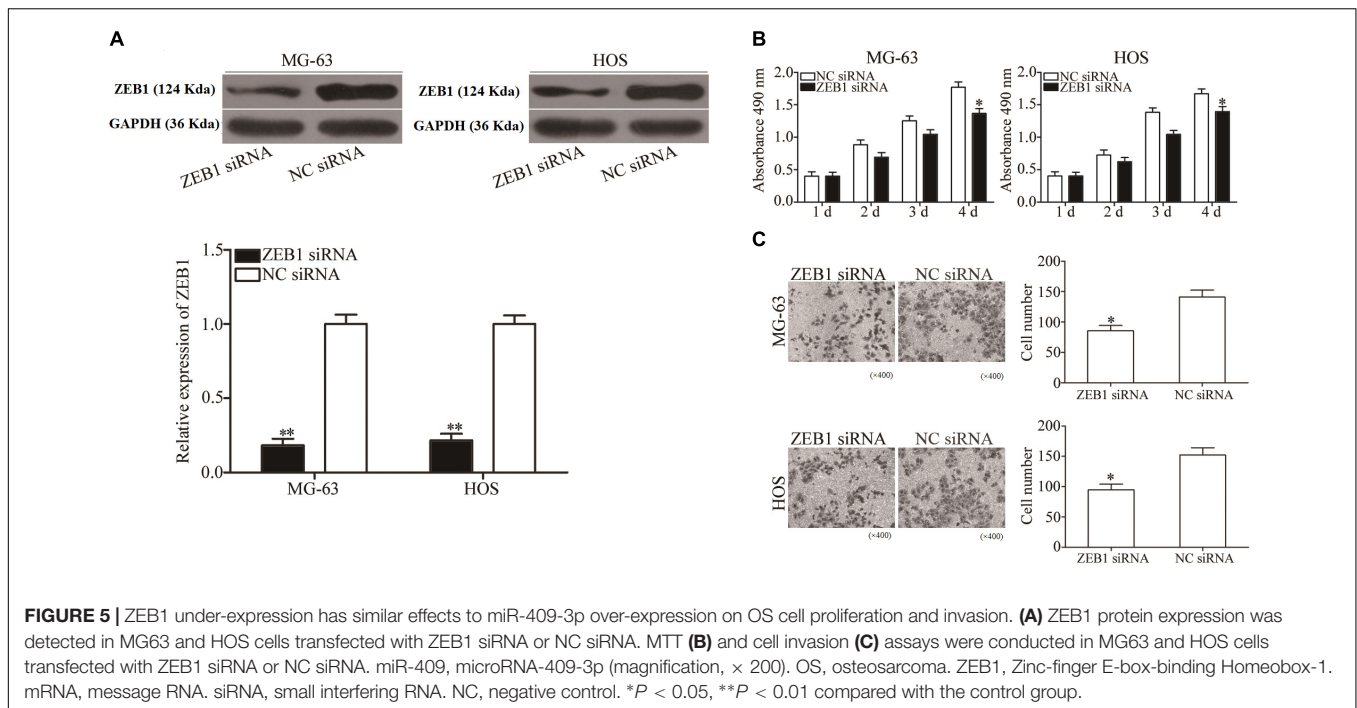 A
MG-63
HOS
ZEB1 (124 Kda)
GAPDH (36 Kda)
ZEB1 (124 Kda)
GAPDH (36 Kda)
ZEB1 siRNA
NC siRNA
ZEB1 siRNA
NC siRNA
ZEB1 siRNA
NC siRNA
Relative expression of ZEB1
1.5
1.0
0.5
0.0
**
**
MG-63
HOS
B
MG-63
NC siRNA
ZEB1 siRNA
Absorbance 490 nm
2.0
1.5
1.0
0.5
0.0
*
1 d
2 d
3 d
4 d
HOS
NC siRNA
ZEB1 siRNA
Absorbance 490 nm
2.0
1.5
1.0
0.5
0.0
*
1 d
2 d
3 d
4 d
C
ZEB1 siRNA
NC siRNA
MG-63
(×400)
(×400)
Cell number
200
150
100
50
0
*
ZEB1 siRNA
NC siRNA
ZEB1 siRNA
NC siRNA
HOS
(×400)
(×400)
Cell number
200
150
100
50
0
*
ZEB1 siRNA
NC siRNA
FIGURE 5 | ZEB1 under-expression has similar effects to miR-409-3p over-expression on OS cell proliferation and invasion. (A) ZEB1 protein expression was
detected in MG63 and HOS cells transfected with ZEB1 siRNA or NC siRNA. MTT (B) and cell invasion (C) assays were conducted in MG63 and HOS cells
transfected with ZEB1 siRNA or NC siRNA. miR-409, microRNA-409-3p (magnification, × 200). OS, osteosarcoma. ZEB1, Zinc-finger E-box-binding Homeobox-1.
mRNA, message RNA. siRNA, small interfering RNA. NC, negative control. *P < 0.05, **P < 0.01 compared with the control group.